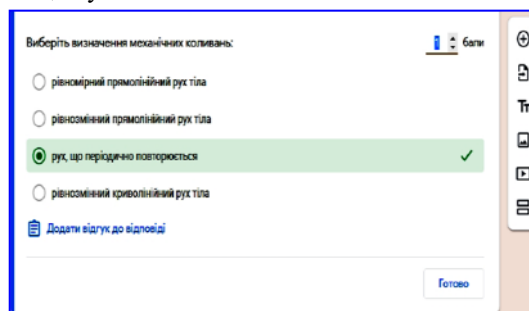 Виберіть визначення механічних коливань:
1 бали
рівномірний прямолінійний рух тіла
рівнозмінний прямолінійний рух тіла
рух, що періодично повторюється
рівнозмінний криволінійний рух тіла
Додати відгук до відповіді
Готово